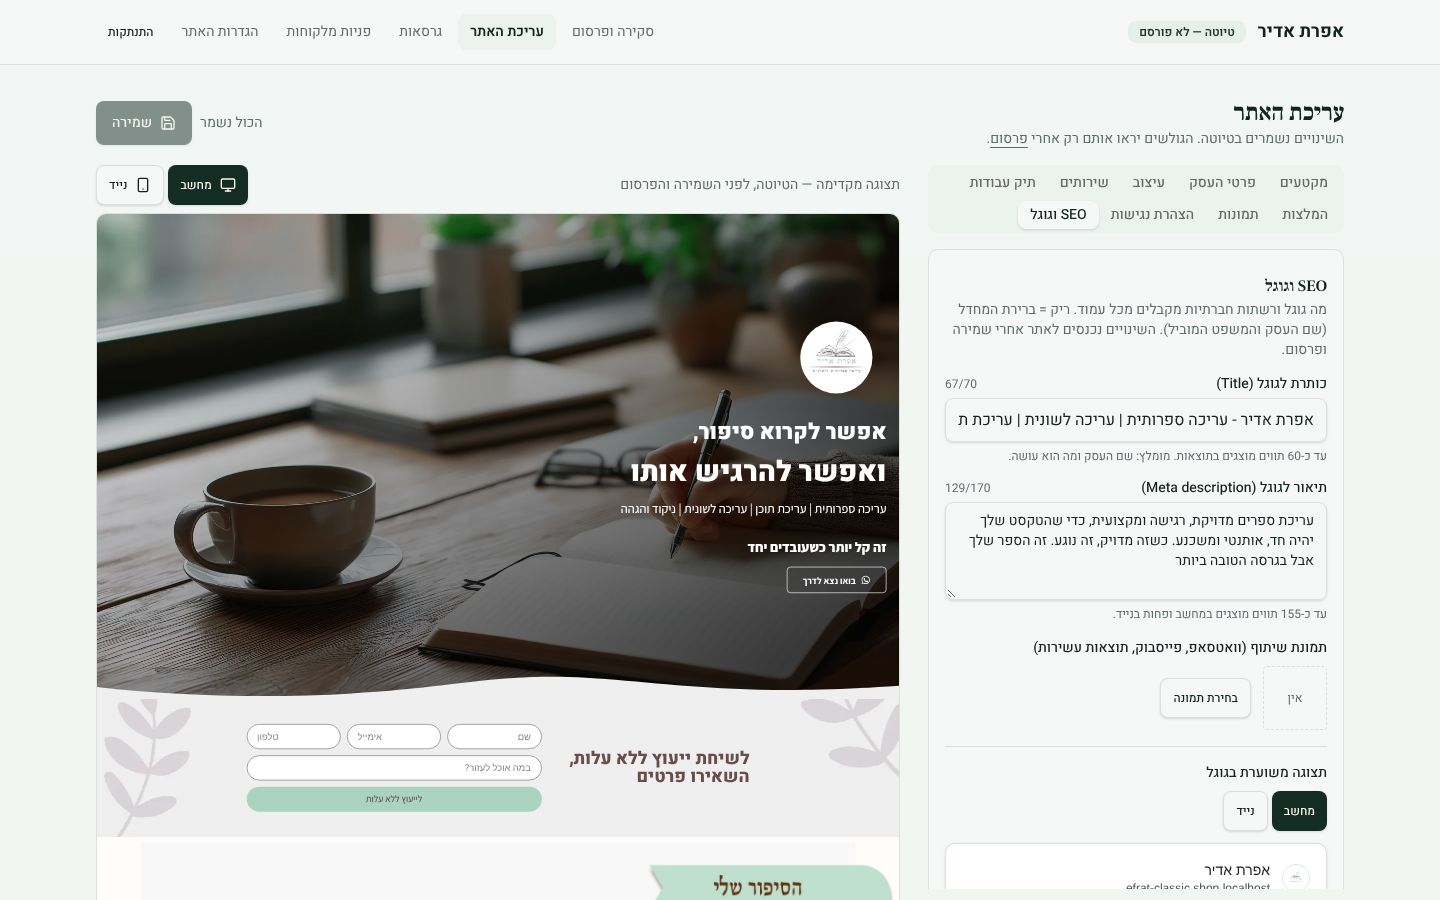 אפרת אדיר
טיוטה — לא פורסם
סקירה ופרסום
עריכת האתר
גרסאות
פניות מלקוחות
הגדרות האתר
התנתקות
עריכת האתר
השינויים נשמרים בטיוטה. הגולשים יראו אותם רק אחרי פרסום.
הכול נשמר
שמירה
מקטעים
פרטי העסק
עיצוב
שירותים
תיק עבודות
המלצות
תמונות
הצהרת נגישות
SEO וגוגל
SEO וגוגל
מה גוגל ורשתות חברתיות מקבלים מכל עמוד. ריק = ברירת המחדל
(שם העסק והמשפט המוביל). השינויים נכנסים לאתר אחרי שמירה
ופרסום.
כותרת לגוגל (Title)
67/70
אפרת אדיר - עריכה ספרותית | עריכה לשונית | עריכת ת
עד כ-60 תווים מוצגים בתוצאות. מומלץ: שם העסק ומה הוא עושה.
תיאור לגוגל (Meta description)
129/170
עריכת ספרים מדויקת, רגישה ומקצועית, כדי שהטקסט שלך
יהיה חד, אותנטי ומשכנע. כשזה מדויק, זה נוגע. זה הספר שלך
אבל בגרסה הטובה ביותר
עד כ-155 תווים מוצגים במחשב ופחות בנייד.
תמונת שיתוף (וואטסאפ, פייסבוק, תוצאות עשירות)
אין
בחירת תמונה
תצוגה משוערת בגוגל
מחשב
נייד
אפרת אדיר
efrat-classic.shop.localhost
תצוגה מקדימה — הטיוטה, לפני השמירה והפרסום
מחשב
נייד
אפרת אדיר
אפשר לקרוא סיפור,
ואפשר להרגיש אותו
עריכה ספרותית | עריכת תוכן | עריכה לשונית | ניקוד והגהה
זה קל יותר כשעובדים יחד
בואו נצא לדרך
לשיחת ייעוץ ללא עלות,
השאירו פרטים
שם
אימייל
טלפון
במה אוכל לעזור?
לייעוץ ללא עלות
הסיפור שלי